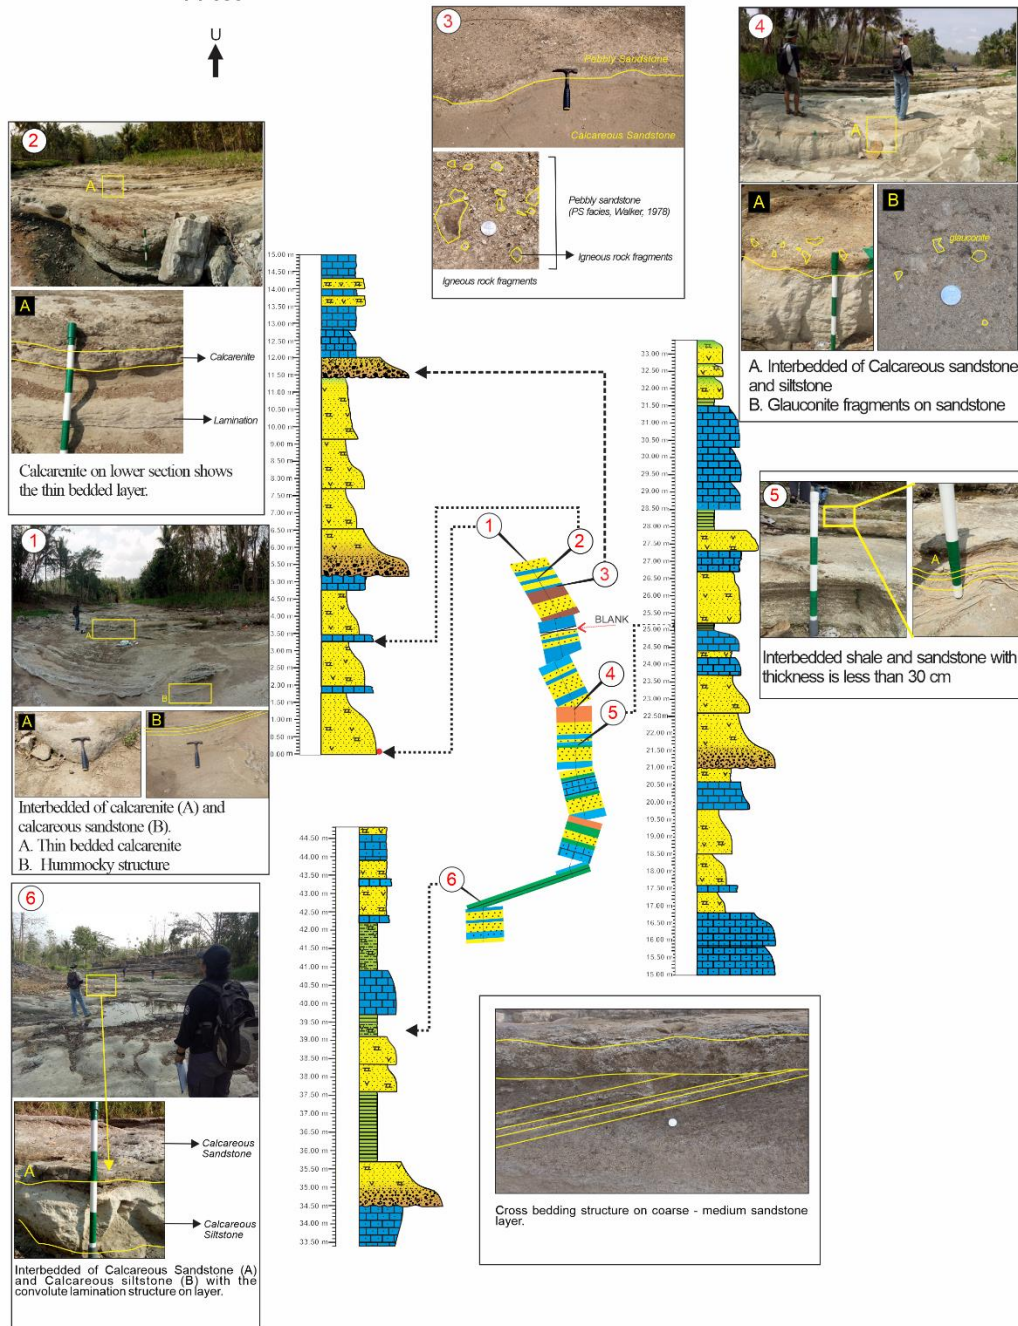 U
3
Pebbly Sandstone
Calcareous Sandstone
Pebbly sandstone
(PS facies, Walker, 1978)
Igneous rock fragments
Igneous rock fragments
4
A
A
B
glauconite
A. Interbedded of Calcareous sandstone
and siltstone
B. Glauconite fragments on sandstone
2
A
A
Calcarenite
Lamination
Calcarenite on lower section shows
the thin bedded layer.
1
A
B
A
B
Interbedded of calcarenite (A) and
calcareous sandstone (B).
A. Thin bedded calcarenite
B. Hummocky structure
15.00 m
14.50 m
14.00 m
13.50 m
13.00 m
12.50 m
12.00 m
11.50 m
11.00 m
10.50 m
10.00 m
9.00 m
8.50 m
8.00 m
7.50 m
7.00 m
6.50 m
6.00 m
5.50 m
5.00 m
4.50 m
4.00 m
3.50 m
3.00 m
2.50 m
2.00 m
1.50 m
1.00 m
0.50 m
0.00 m
1
2
3
BLANK
4
5
6
33.00 m
32.50 m
32.00 m
31.50 m
31.00 m
30.50 m
30.00 m
29.50 m
29.00 m
28.50 m
28.00 m
27.50 m
27.00 m
26.50 m
26.00 m
25.50 m
25.00 m
24.50 m
24.00 m
23.50 m
23.00 m
22.50 m
22.00 m
21.50 m
21.00 m
20.50 m
20.00 m
19.50 m
19.00 m
18.50 m
18.00 m
17.50 m
17.00 m
16.50 m
16.00 m
15.50 m
15.00 m
5
A
Interbedded shale and sandstone with
thickness is less than 30 cm
44.50 m
44.00 m
43.50 m
43.00 m
42.50 m
42.00 m
41.50 m
41.00 m
40.50 m
40.00 m
39.50 m
39.00 m
38.50 m
38.00 m
37.50 m
37.00 m
36.50 m
36.00 m
35.50 m
35.00 m
34.50 m
34.00 m
33.50 m
6
A
Calcareous
Sandstone
Calcareous
Siltstone
Interbedded of Calcareous Sandstone (A)
and Calcareous siltstone (B) with the
convolute lamination structure on layer.
Cross bedding structure on coarse - medium sandstone
layer.